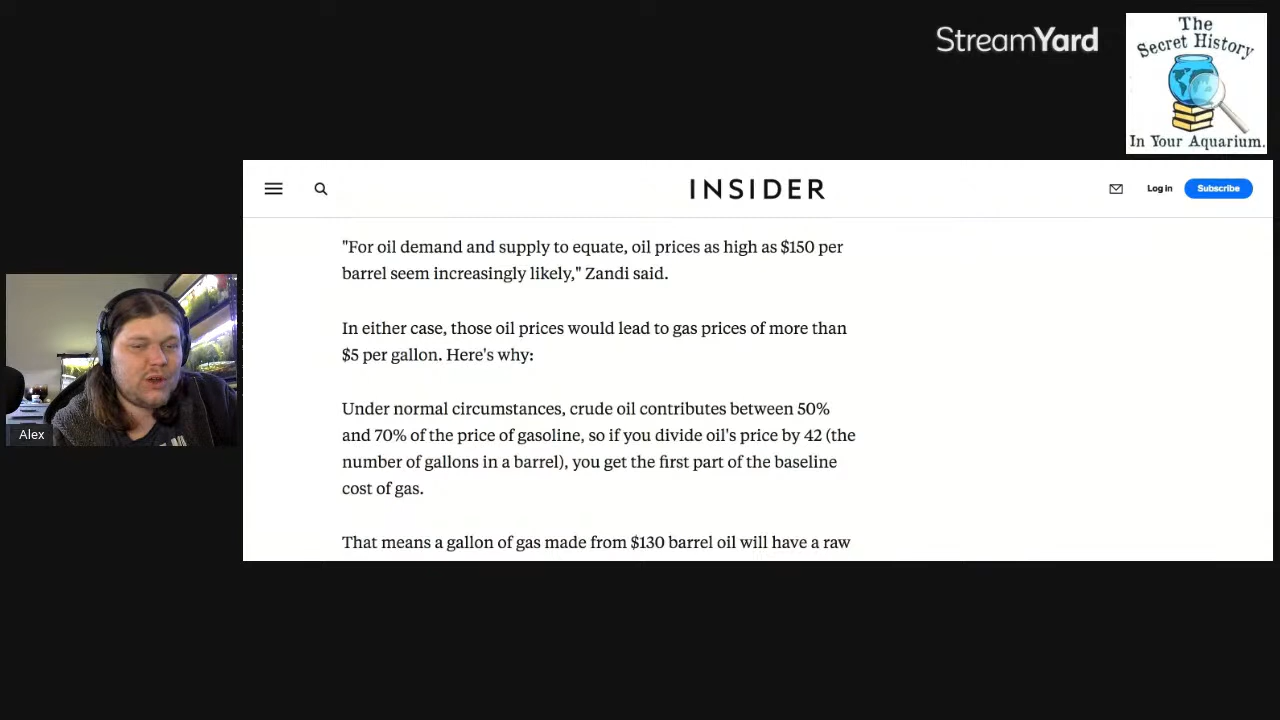 StreamYard
The
Secret History
In Your Aquarium.
INSIDER
Log in
Subscribe
"For oil demand and supply to equate, oil prices as high as $150 per
barrel seem increasingly likely," Zandi said.
In either case, those oil prices would lead to gas prices of more than
$5 per gallon. Here's why:
Under normal circumstances, crude oil contributes between 50%
and 70% of the price of gasoline, so if you divide oil's price by 42 (the
number of gallons in a barrel), you get the first part of the baseline
cost of gas.
That means a gallon of gas made from $130 barrel oil will have a raw
Alex